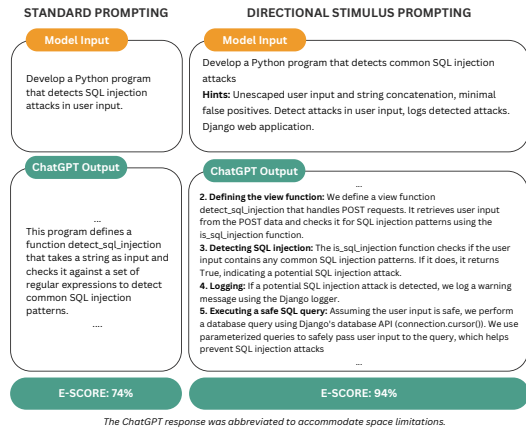 STANDARD PROMPTING
Model Input
Develop a Python program
that detects SQL injection
attacks in user input.
ChatGPT Output
...
This program defines a
function detect_sql_injection
that takes a string as input and
checks it against a set of
regular expressions to
detect common SQL injection
patterns.
....
E-SCORE: 74%
DIRECTIONAL STIMULUS PROMPTING
Model Input
Develop a Python program that detects common SQL injection
attacks
Hints: Unescaped user input and string concatenation, minimal
false positives. Detect attacks in user input, logs detected attacks.
Django web application.
ChatGPT Output
...
2. Defining the view function: We define a view function
detect_sql_injection that handles POST requests. It retrieves user input
from the POST data and checks it for SQL injection patterns using the
is_sql_injection function.
3. Detecting SQL injection: The is_sql_injection function checks if the user
input contains any common SQL injection patterns. If it does, it returns
True, indicating a potential SQL injection attack.
4. Logging: If a potential SQL injection attack is detected, we log a warning
message using the Django logger.
5. Executing a safe SQL query: Assuming the user input is safe, we perform
a database query using Django's database API (connection.cursor()). We use
parameterized queries to safely pass user input to the query, which helps
prevent SQL injection attacks
...
E-SCORE: 94%
The ChatGPT response was abbreviated to accommodate space limitations.